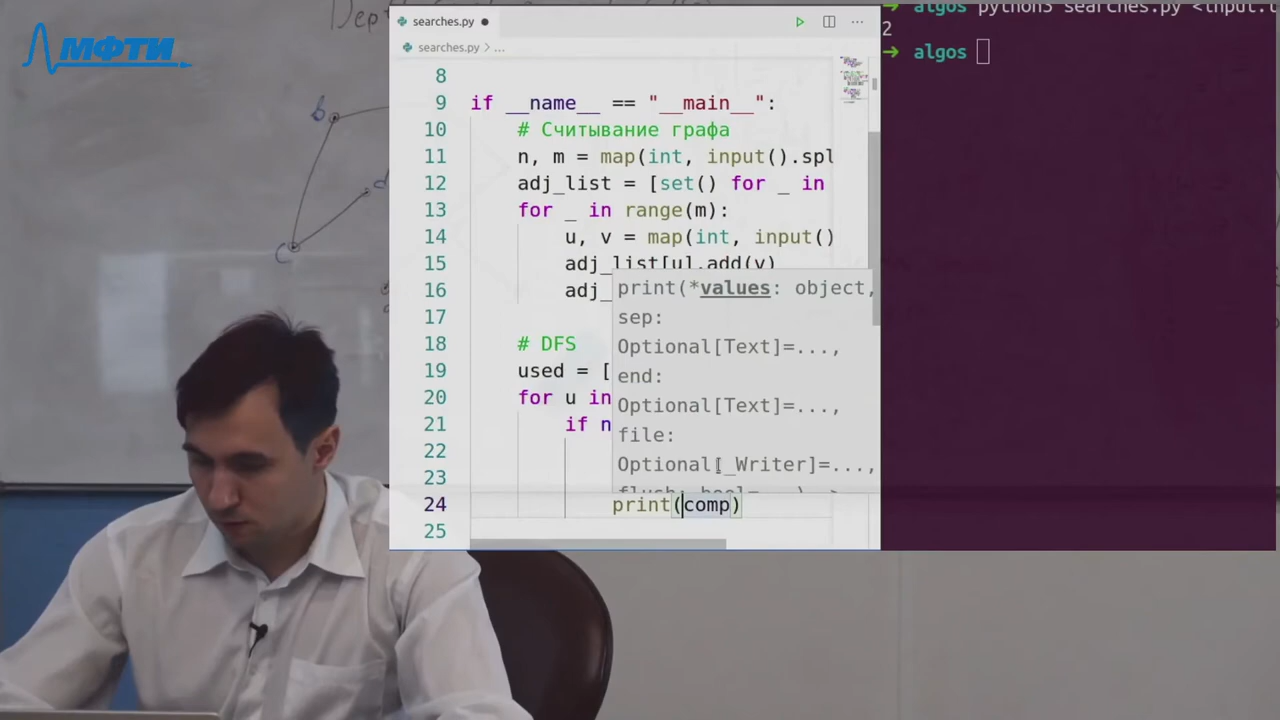 Depth
МФТИ
b
d
c
searches.py
searches.py > ...
8
9 if __name__ == "__main__":
10 # Считывание графа
11 n, m = map(int, input().spl
12 adj_list = [set() for _ in
13 for _ in range(m):
14 u, v = map(int, input()
15 adj_list[u].add(v)
16 adj_
17
18 # DFS
19 used = [
20 for u in
21 if n
22
23
24 print(comp)
25
print(*values: object,
sep:
Optional[Text]=...,
end:
Optional[Text]=...,
file:
Optional[_Writer]=...,
flush: bool=...) ->
→ algos python3 searches.py <input.t
2
→ algos